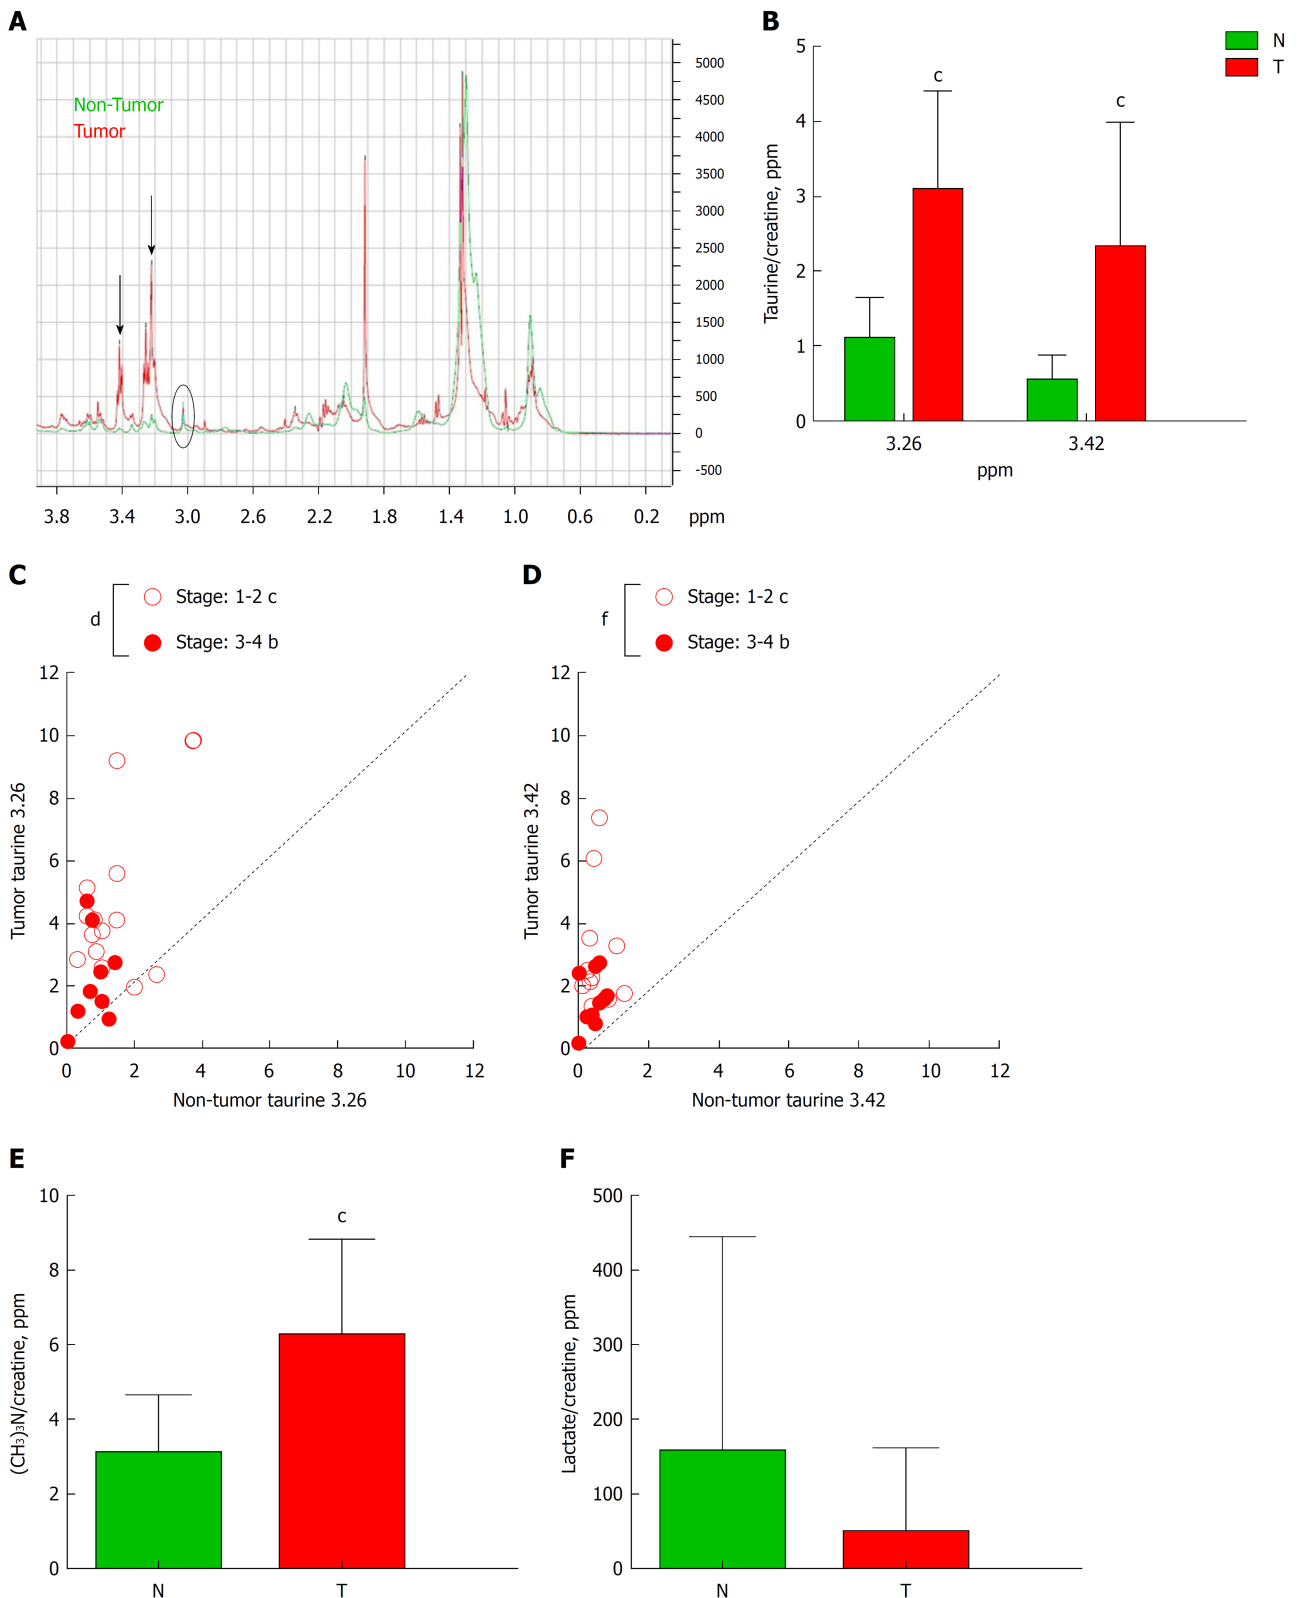 A
Non-Tumor
Tumor
5000
4500
4000
3500
3000
2500
2000
1500
1000
500
0
-500
3.8 3.4 3.0 2.6 2.2 1.8 1.4 1.0 0.6 0.2 ppm
B
N
T
Taurine/creatine, ppm
5
4
3
2
1
0
c
c
3.26 3.42
ppm
C
d
Stage: 1-2 c
Stage: 3-4 b
Tumor taurine 3.26
12
10
8
6
4
2
0
0 2 4 6 8 10 12
Non-tumor taurine 3.26
D
f
Stage: 1-2 c
Stage: 3-4 b
Tumor taurine 3.42
12
10
8
6
4
2
0
0 2 4 6 8 10 12
Non-tumor taurine 3.42
E
(CH₃)₃N/creatine, ppm
10
8
6
4
2
0
c
N T
F
Lactate/creatine, ppm
500
400
300
200
100
0
N T